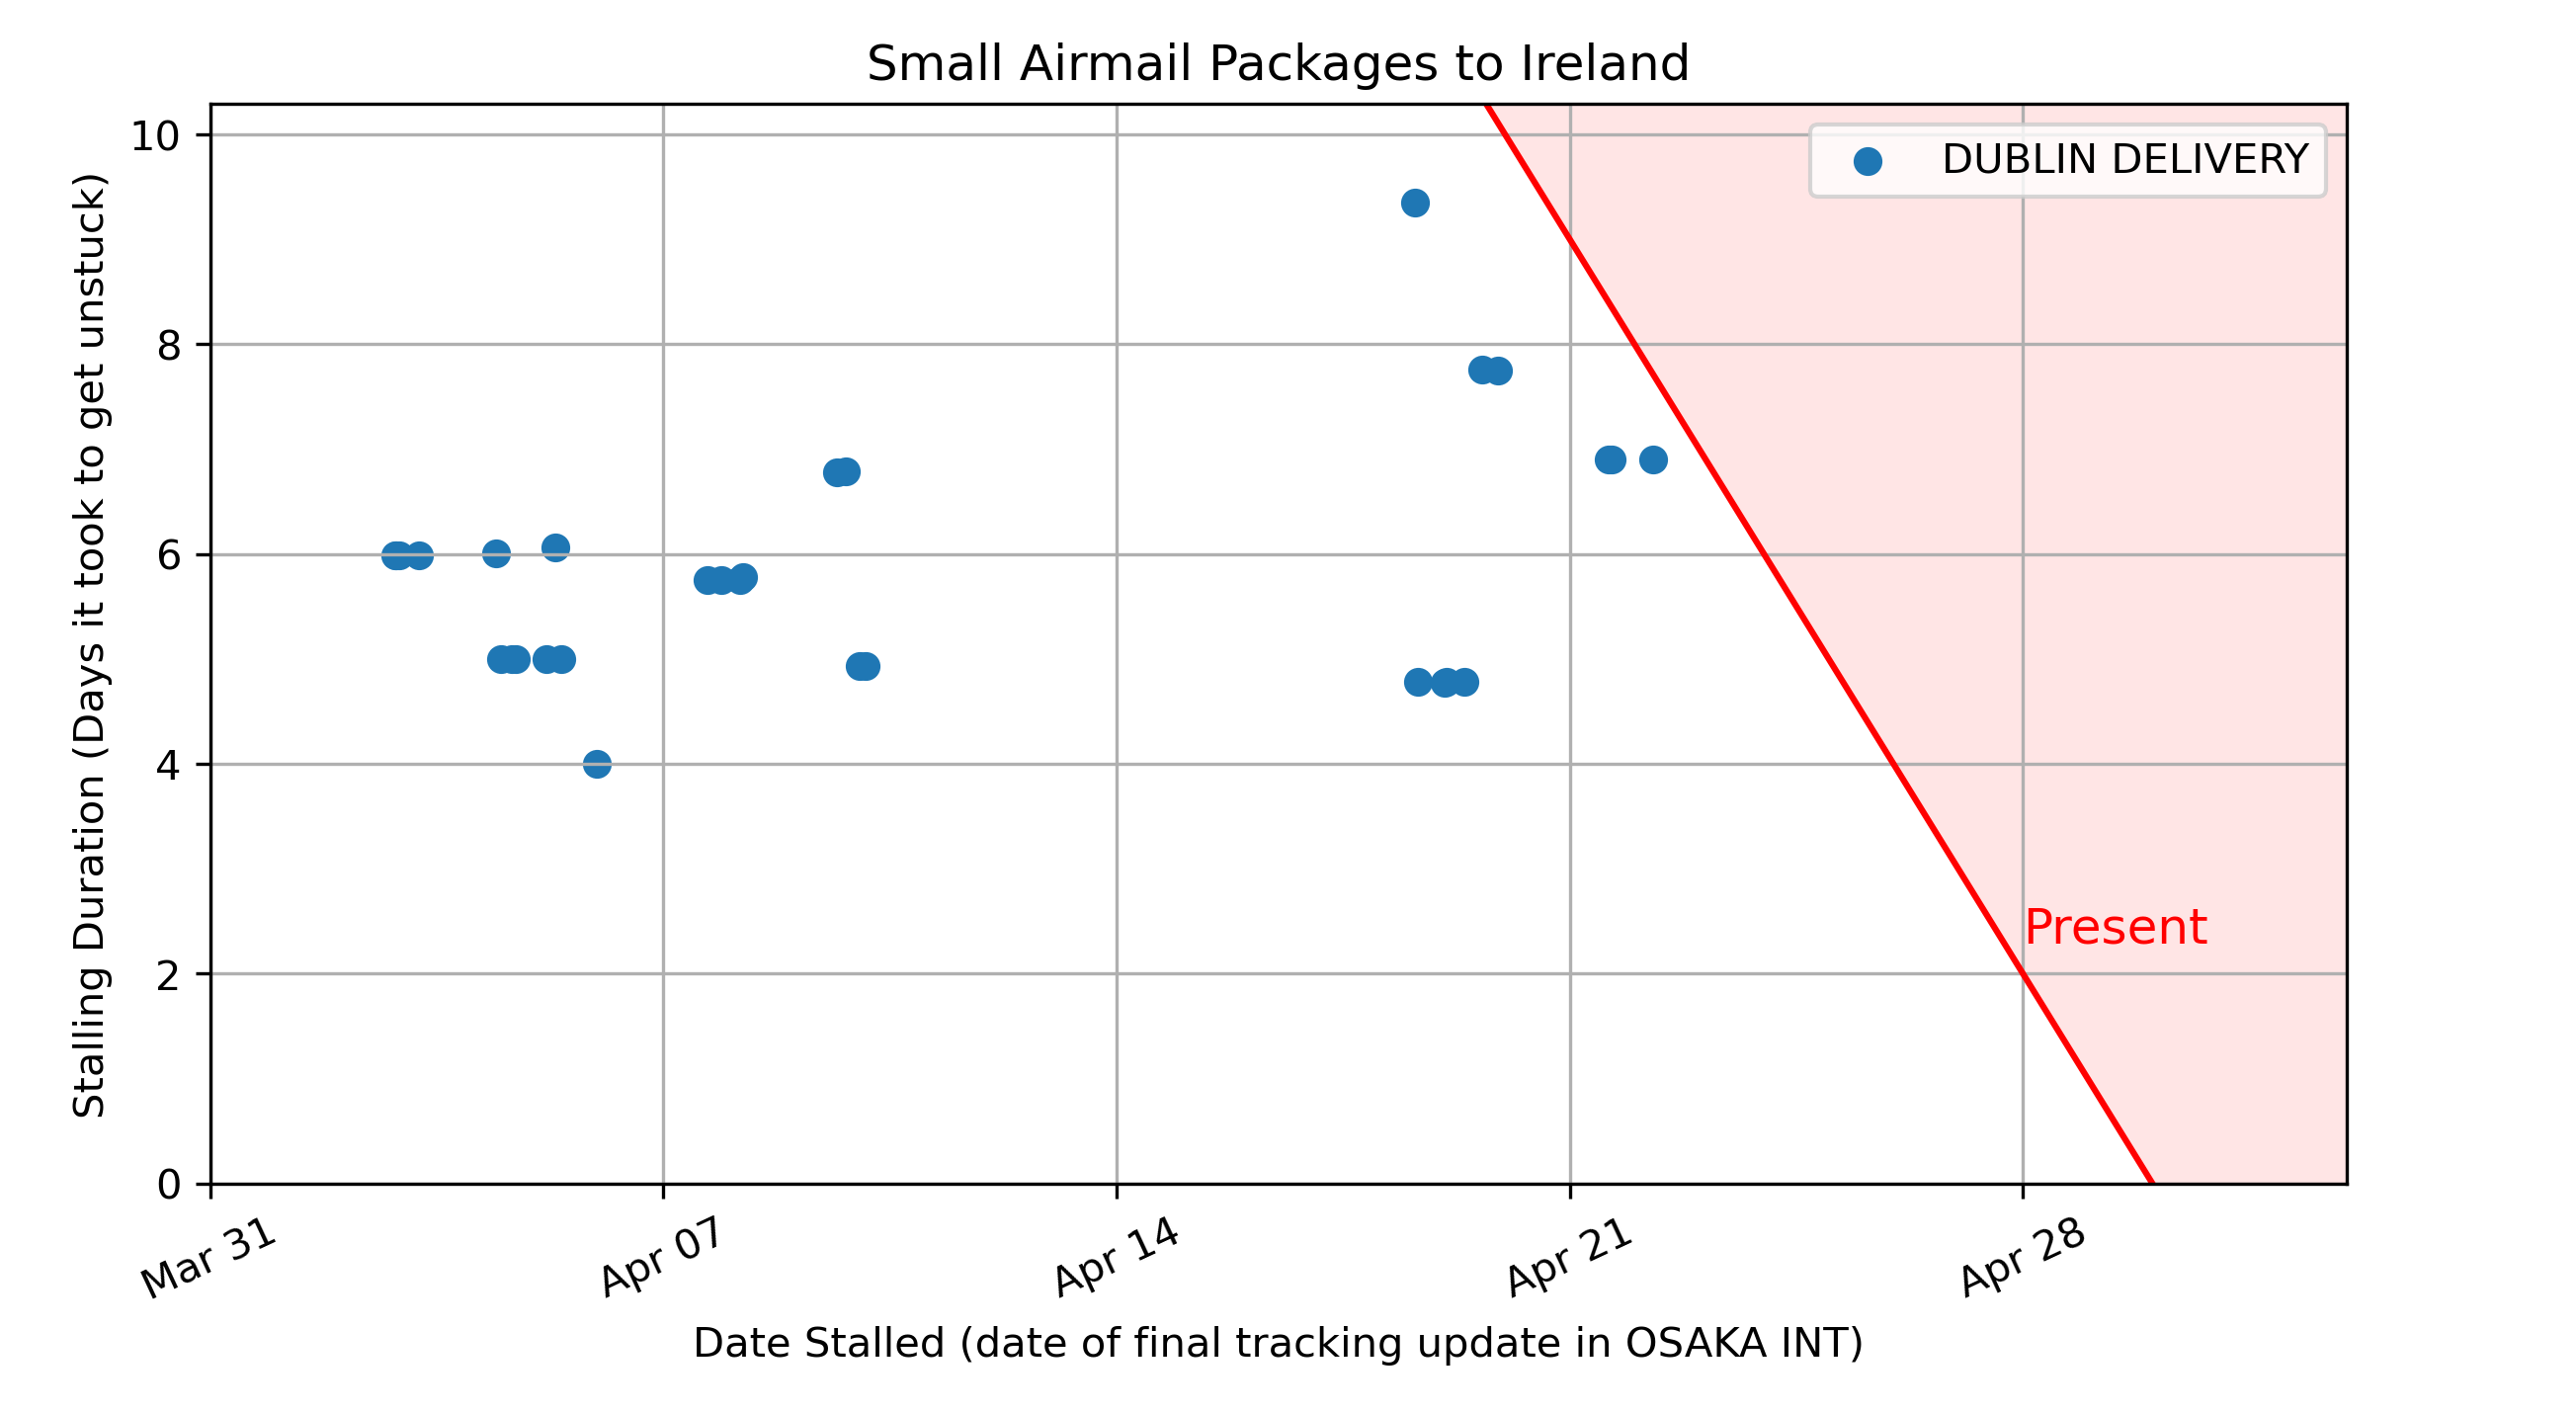 Small Airmail Packages to Ireland
DUBLIN DELIVERY
Stalling Duration (Days it took to get unstuck)
10
8
6
4
2
0
Present
Mar 31
Apr 07
Apr 14
Apr 21
Apr 28
Date Stalled (date of final tracking update in OSAKA INT)